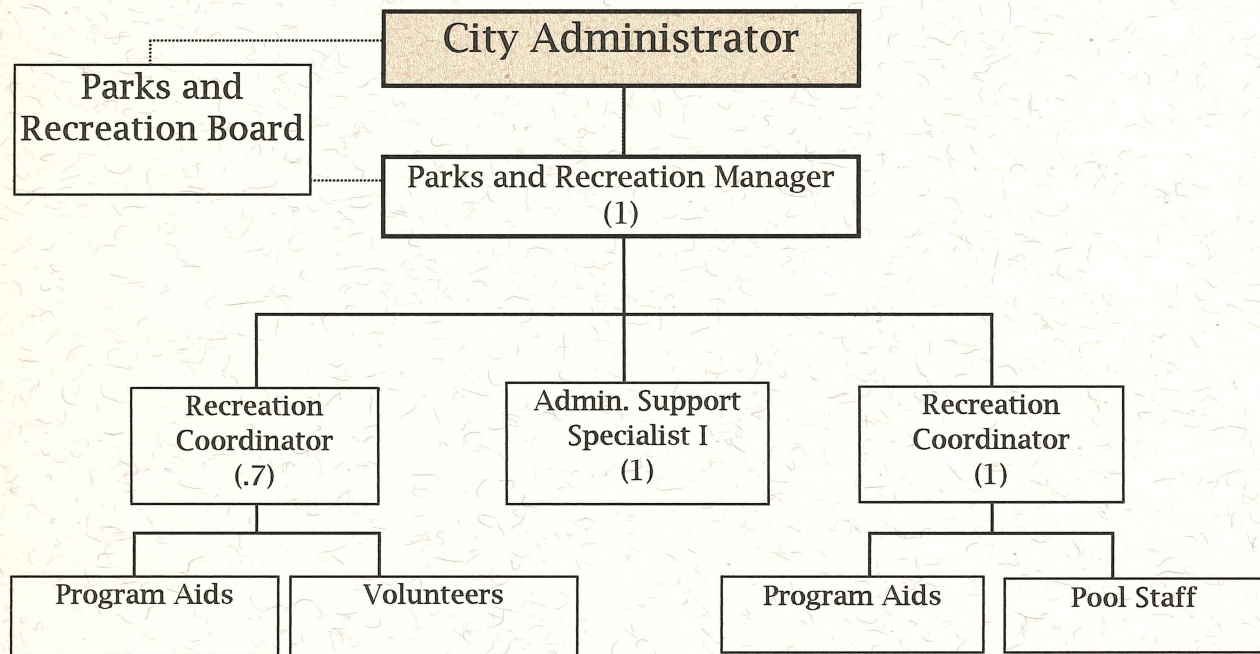 City Administrator
Parks and
Recreation Board
Parks and Recreation Manager
(1)
Recreation
Coordinator
(.7)
Admin. Support
Specialist I
(1)
Recreation
Coordinator
(1)
Program Aids
Volunteers
Program Aids
Pool Staff